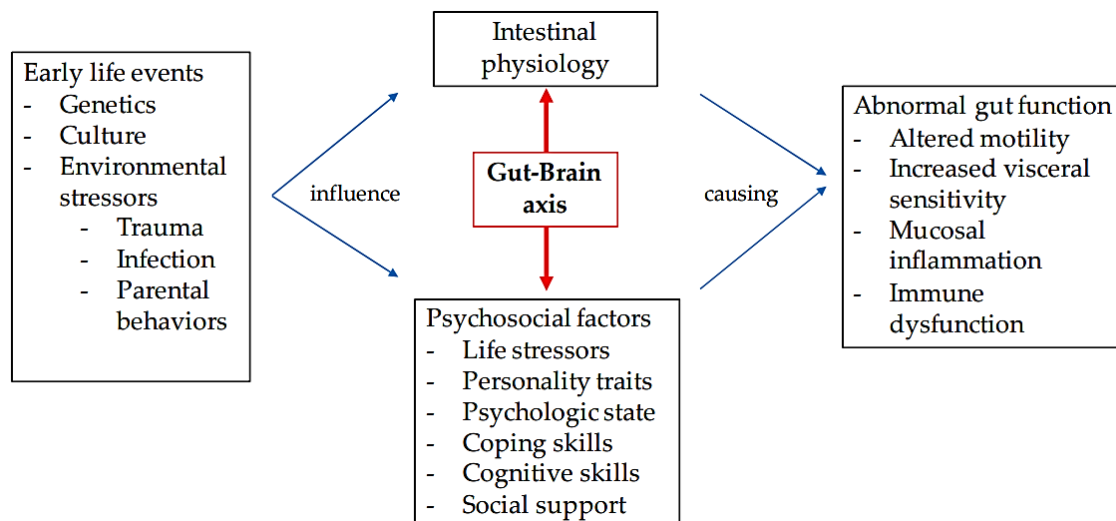 Early life events
- Genetics
- Culture
- Environmental
stressors
- Trauma
- Infection
- Parental
behaviors
influence
Intestinal
physiology
Gut-Brain
axis
Psychosocial factors
- Life stressors
- Personality traits
- Psychologic state
- Coping skills
- Cognitive skills
- Social support
causing
Abnormal gut function
- Altered motility
- Increased visceral
sensitivity
- Mucosal
inflammation
- Immune
dysfunction